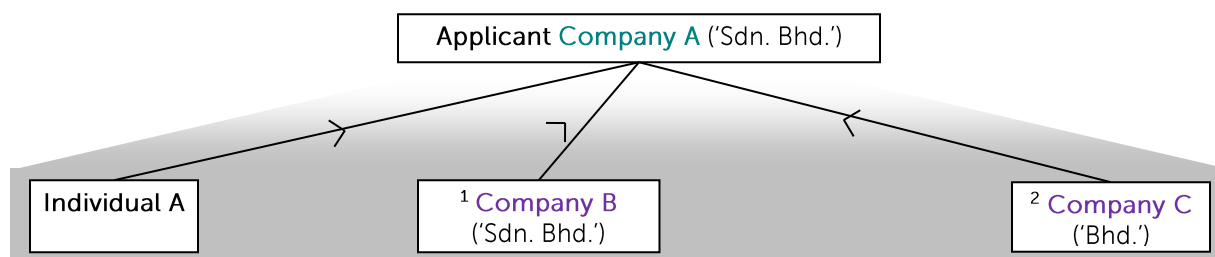 Applicant Company A (‘Sdn. Bhd.’)
Individual A
¹ Company B
(‘Sdn. Bhd.’)
² Company C
(‘Bhd.’)